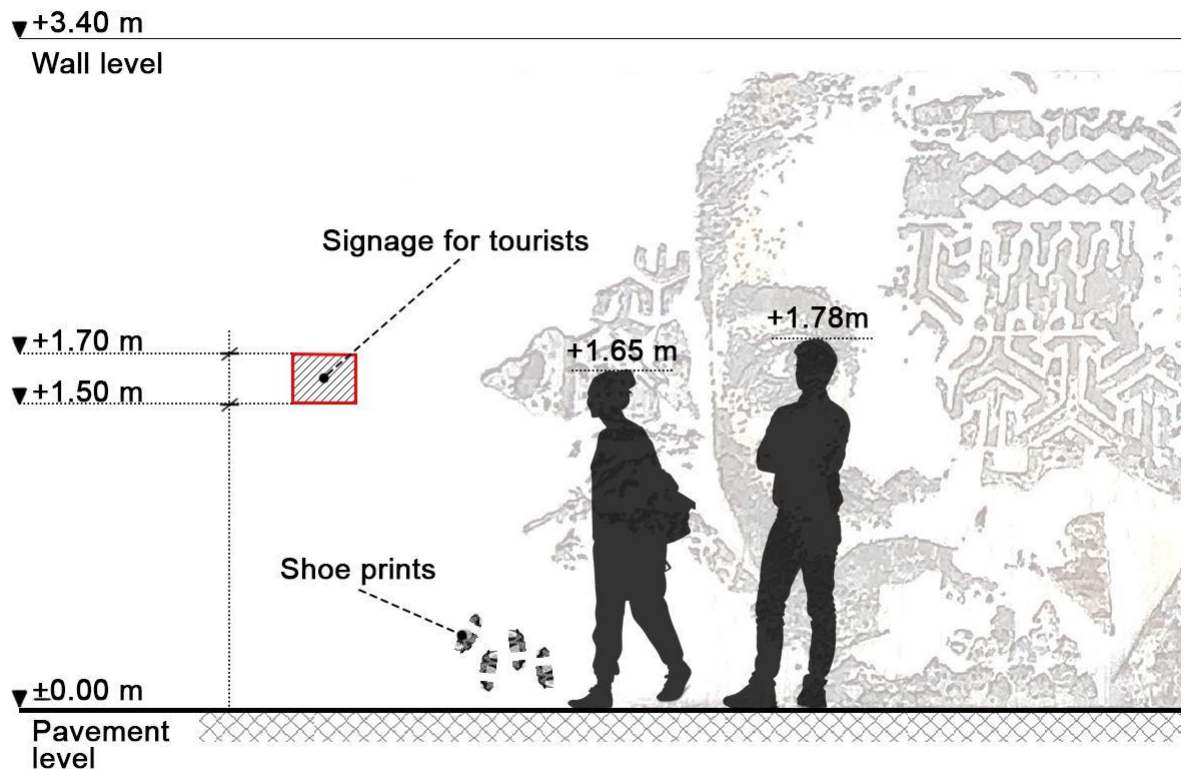 +3.40 m
Wall level
Signage for tourists
+1.78m
+1.70 m
+1.65 m
+1.50 m
Shoe prints
±0.00 m
Pavement
level